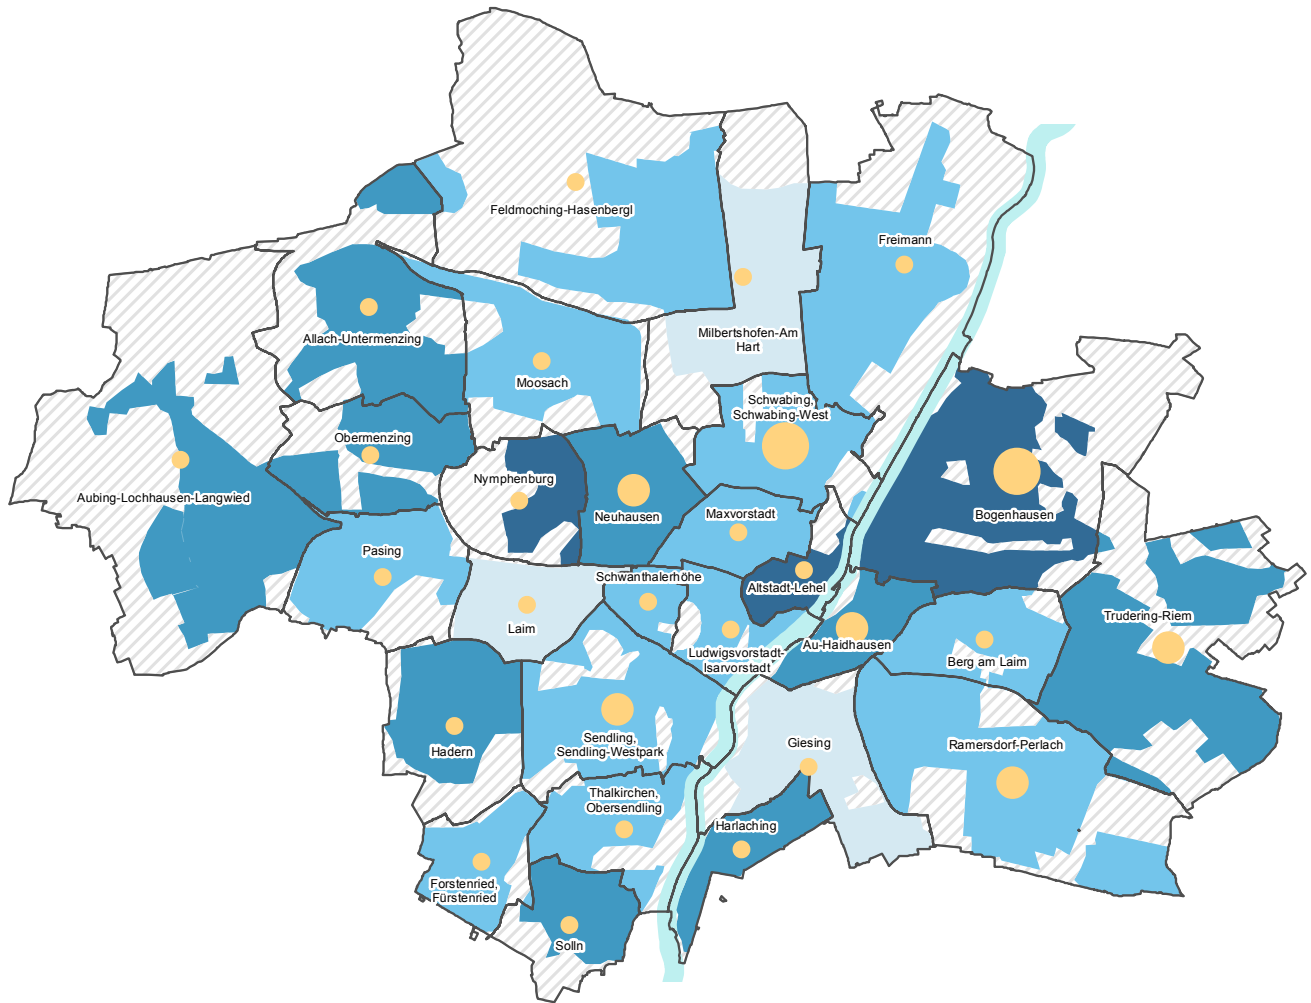 Feldmoching-Hasenbergl
Freimann
Allach-Untermenzing
Milbertshofen-Am
Hart
Moosach
Schwabing,
Schwabing-West
Obermenzing
Nymphenburg
Aubing-Lochhausen-Langwied
Neuhausen
Maxvorstadt
Bogenhausen
Pasing
Schwanthalerhöhe
Altstadt-Lehel
Trudering-Riem
Laim
Au-Haidhausen
Ludwigsvorstadt-
Isarvorstadt
Berg am Laim
Sendling,
Sendling-Westpark
Hadern
Giesing
Ramersdorf-Perlach
Thalkirchen,
Obersendling
Harlaching
Forstenried,
Fürstenried
Solln